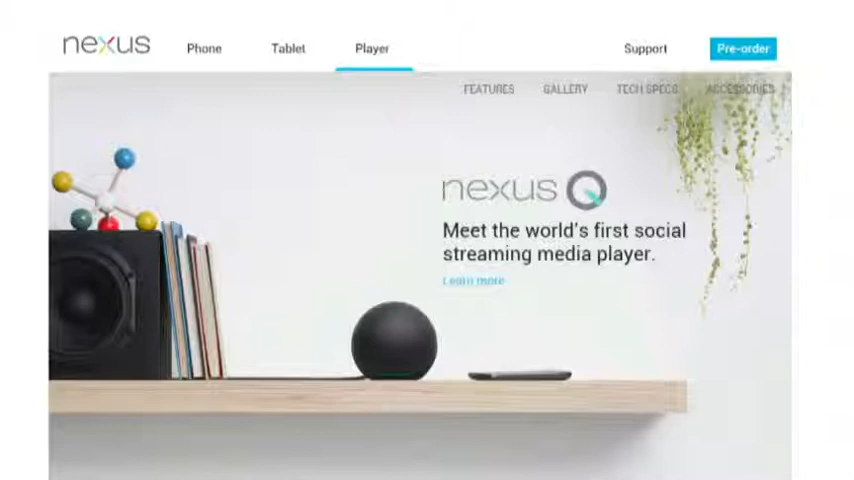 nexus Phone Tablet Player Support Pre-order
FEATURES GALLERY TECH SPECS ACCESSORIES
nexus Q
Meet the world's first social
streaming media player.
Learn more